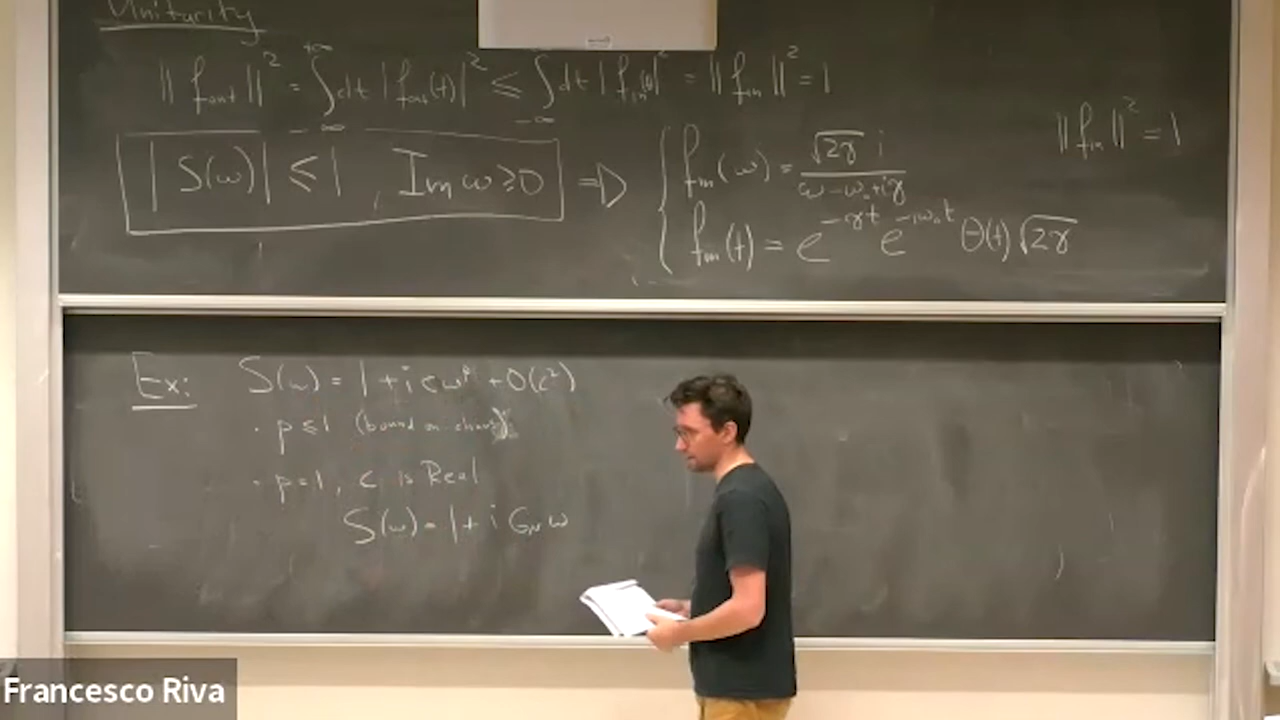 Unitarity
‖f_out‖² = ∫_{-∞}^{+∞} dt |f_out(t)|² ≤ ∫_{-∞} dt |f_in(t)|² = ‖f_in‖² = 1
‖f_in‖² = 1
|S(ω)| ≤ 1 , Im ω ≥ 0 ⇒
f_in(ω) = √2γ i / (ω - ω₀ + iγ)
f_in(t) = e^{-γt} e^{-iω₀t} Θ(t) √2γ
Ex: S(ω) = 1 + i c ω^p + O(c²)
· p ≤ 1 (bound on
· p = 1 , c is Real
S(ω) = 1 + i G_N ω
Francesco Riva